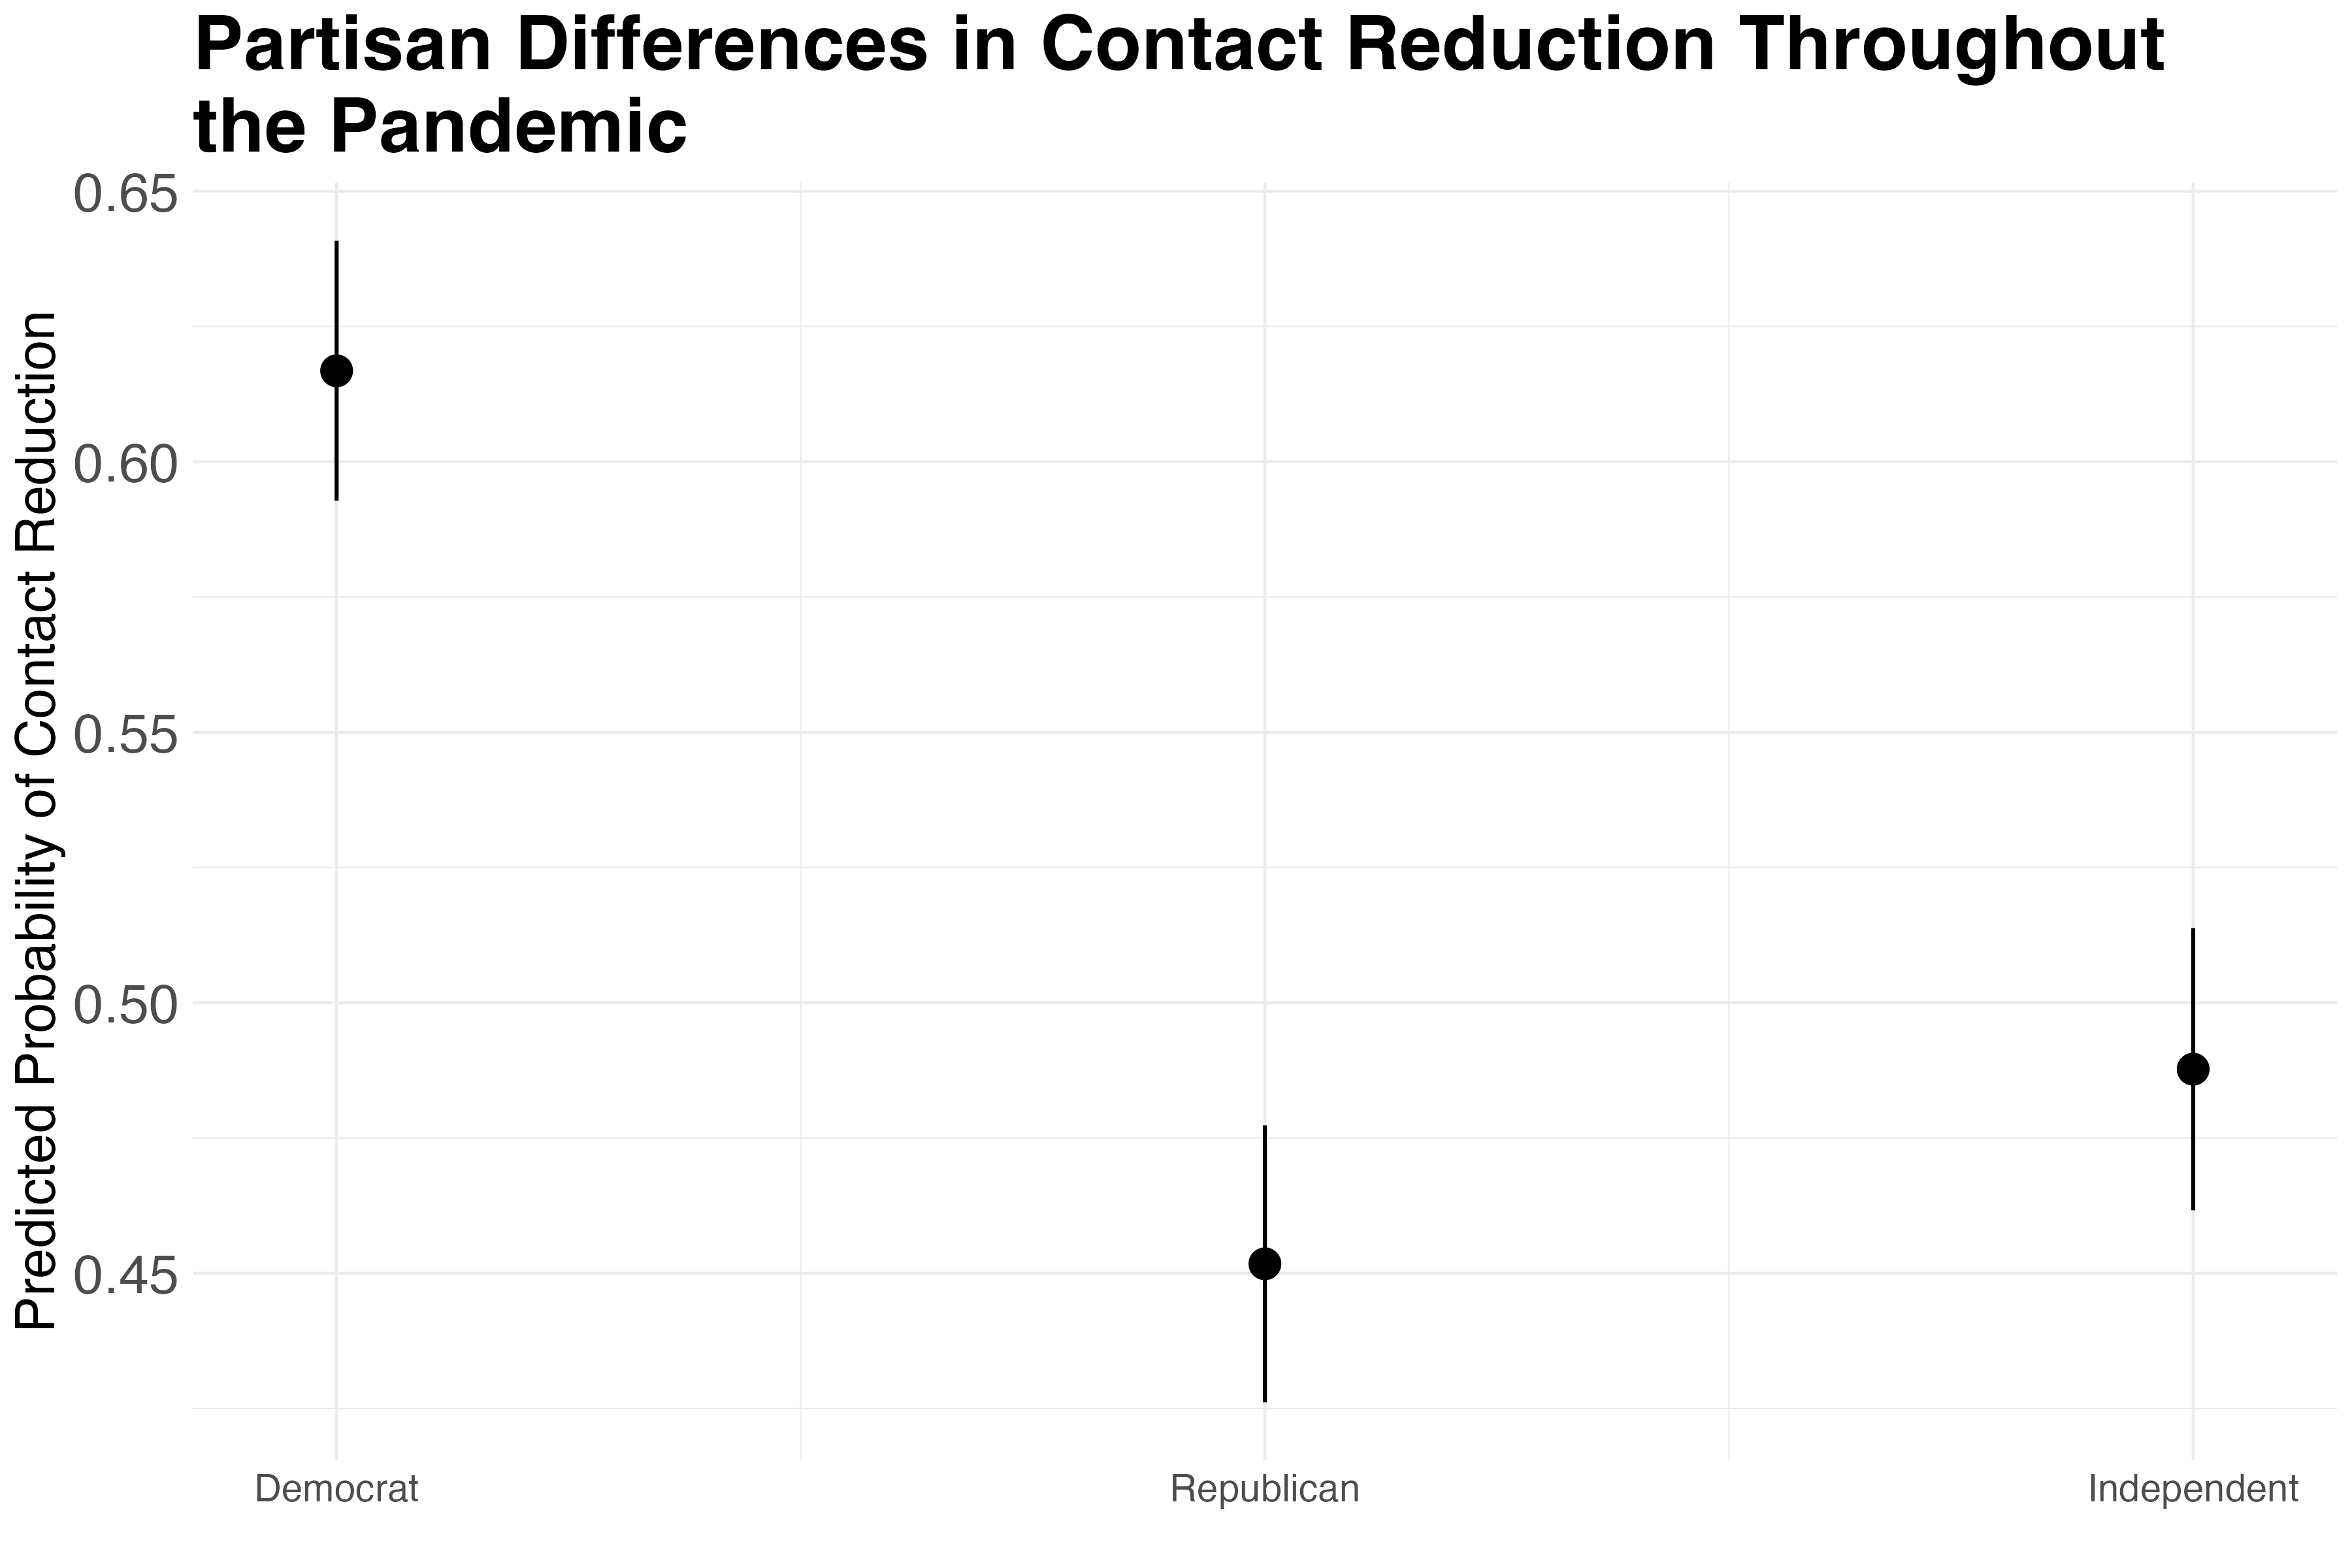 Partisan Differences in Contact Reduction Throughout
the Pandemic
Predicted Probability of Contact Reduction
0.65
0.60
0.55
0.50
0.45
Democrat
Republican
Independent